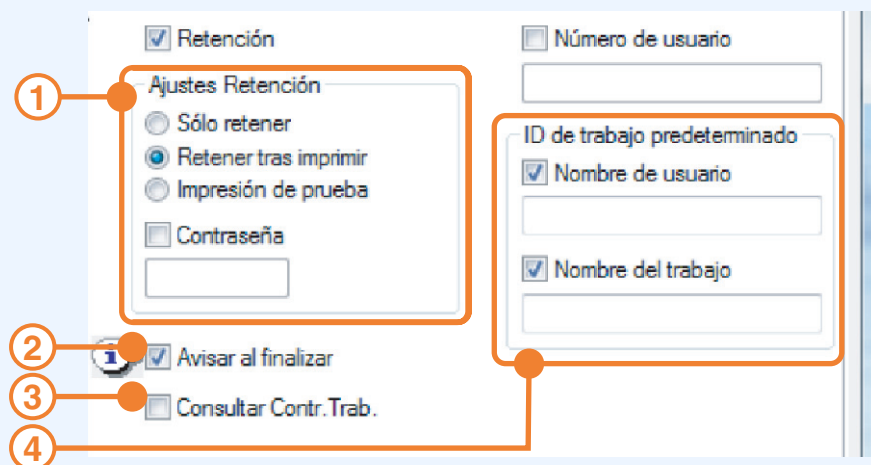 Retención
Número de usuario
1
Ajustes Retención
Sólo retener
Retener tras imprimir
Impresión de prueba
Contraseña
ID de trabajo predeterminado
Nombre de usuario
Nombre del trabajo
2
i
Avisar al finalizar
3
Consultar Contr.Trab.
4